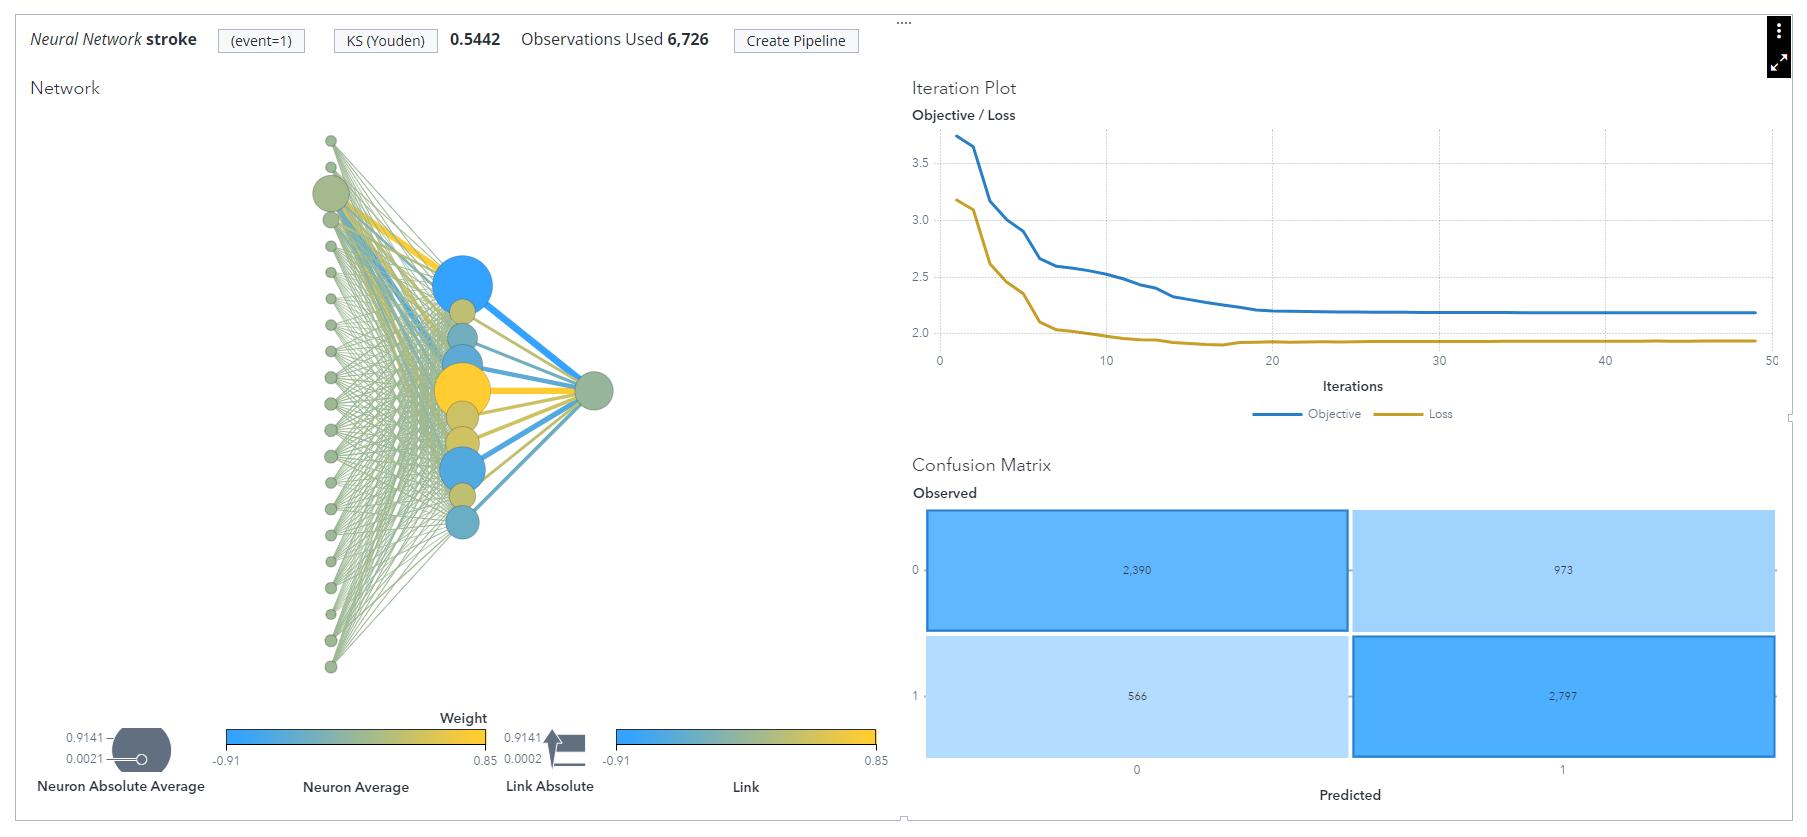 Neural Network stroke (event=1) KS (Youden) 0.5442 Observations Used 6,726 Create Pipeline
Network
Weight
0.9141
0.0021
Neuron Absolute Average
-0.91 0.85
Neuron Average
0.9141
0.0002
Link Absolute
-0.91 0.85
Link
Iteration Plot
Objective / Loss
3.5
3.0
2.5
2.0
0 10 20 30 40 50
Iterations
Objective Loss
Confusion Matrix
Observed
0 2,390 973
1 566 2,797
0 1
Predicted